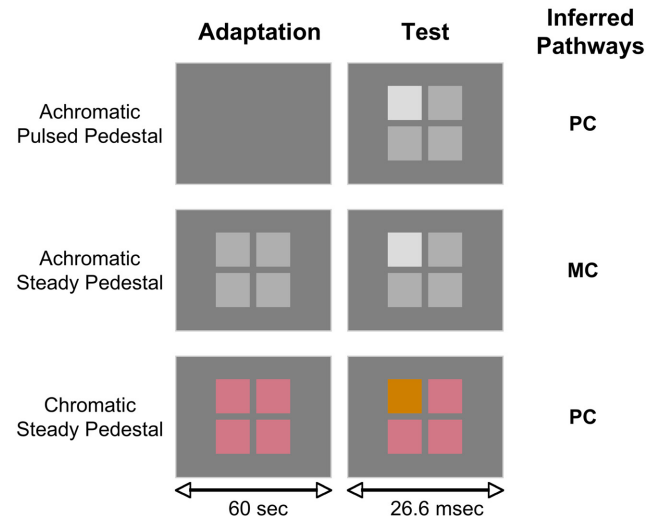 Adaptation
Test
Inferred
Pathways
Achromatic
Pulsed Pedestal
PC
Achromatic
Steady Pedestal
MC
Chromatic
Steady Pedestal
PC
60 sec
26.6 msec